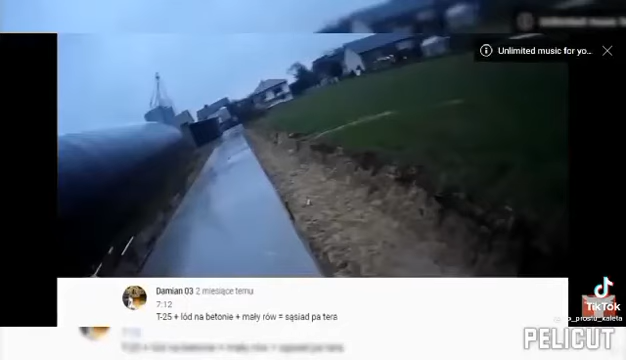 Unlimited music for yo...
Damian 03 2 miesiące temu
7:12
T-25 + lód na betonie + mały rów = sąsiad pa tera
TikTok
PELICUT